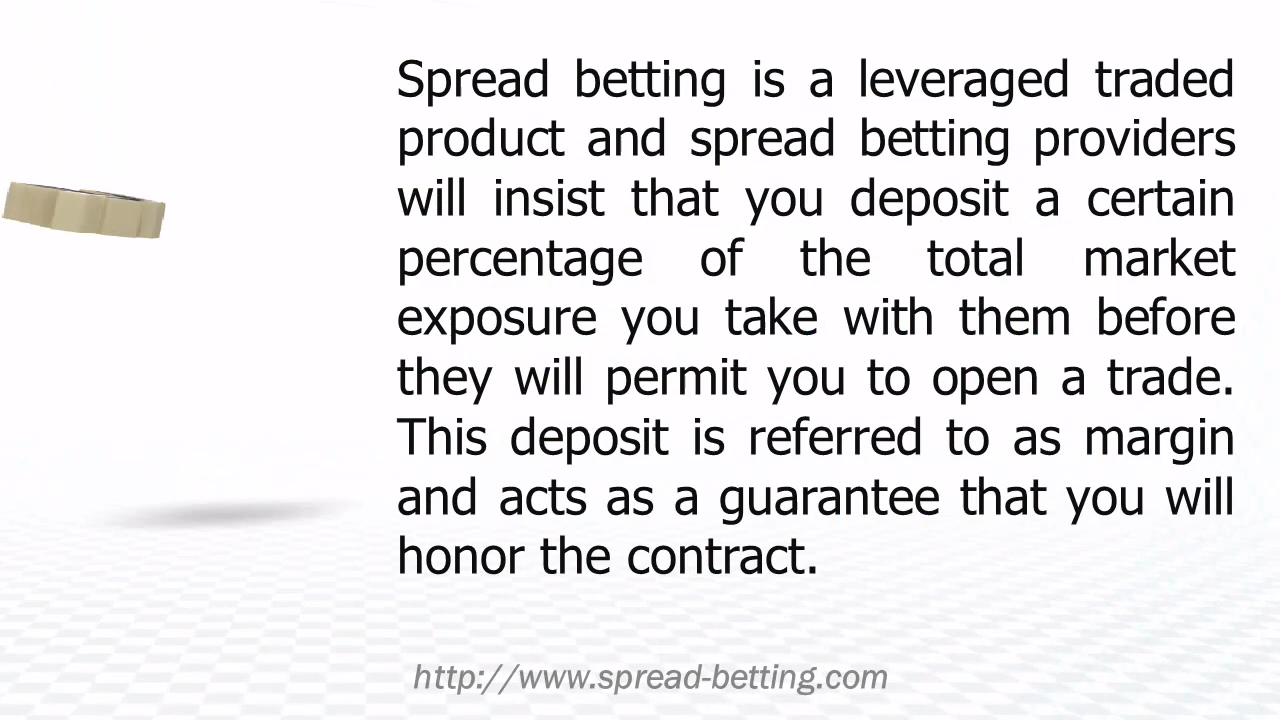 Spread betting is a leveraged traded
product and spread betting providers
will insist that you deposit a certain
percentage of the total market
exposure you take with them before
they will permit you to open a trade.
This deposit is referred to as margin
and acts as a guarantee that you will
honor the contract.
http://www.spread-betting.com